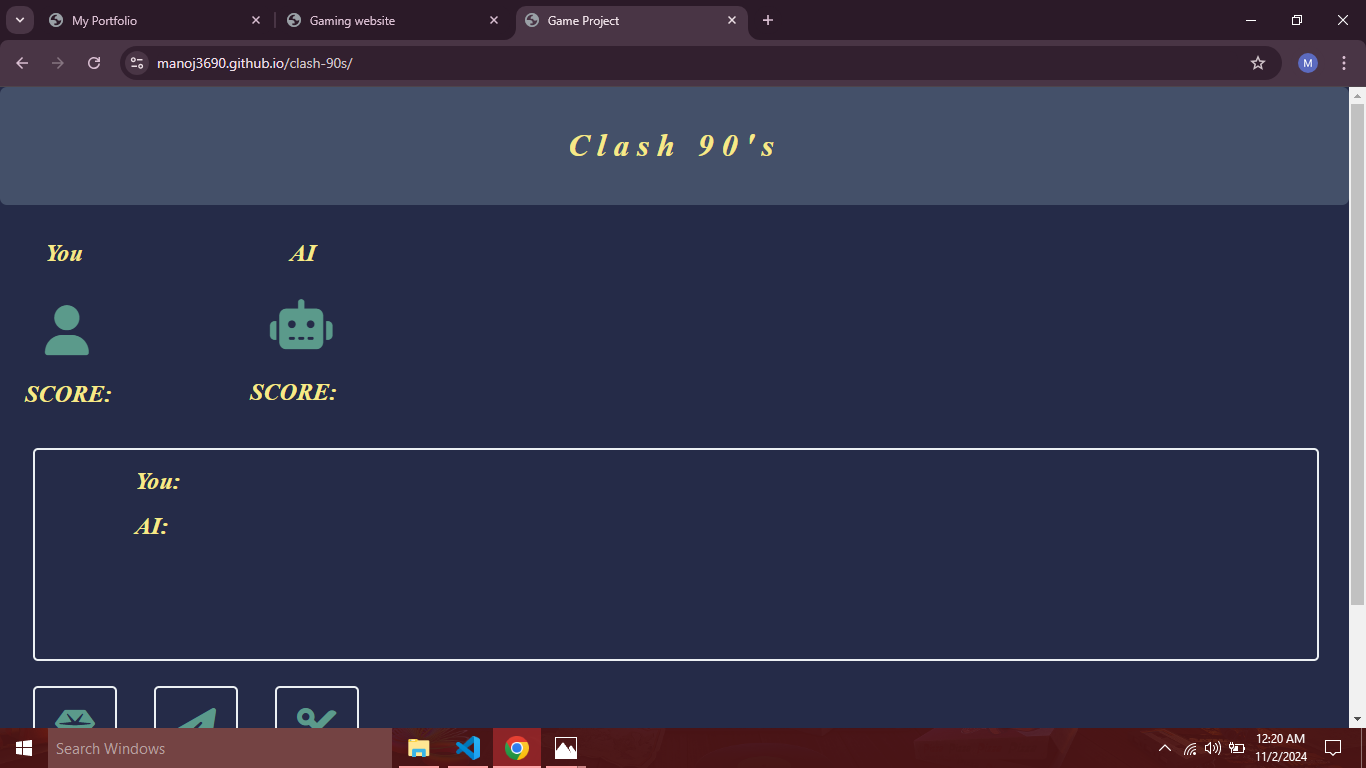 My Portfolio
Gaming website
Game Project
manoj3690.github.io/clash-90s/
M
Clash 90's
You AI
SCORE: SCORE:
You:
AI:
Search Windows
12:20 AM
11/2/2024